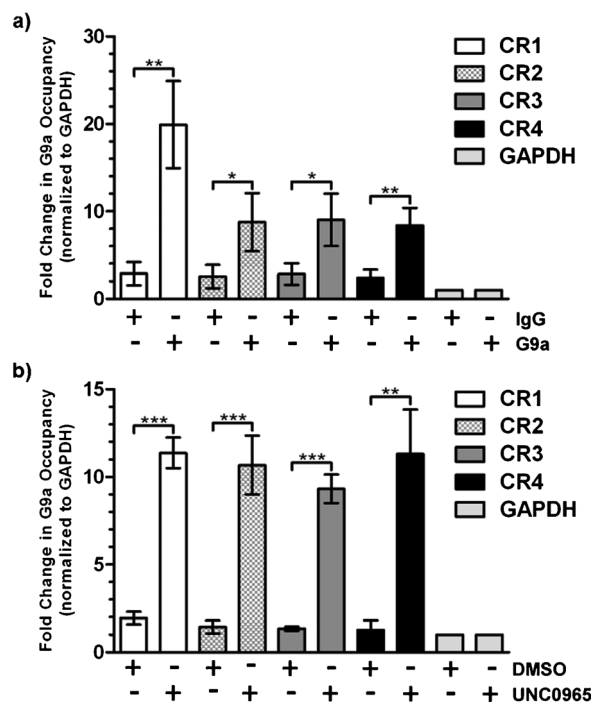 a)
Fold Change in G9a Occupancy
(normalized to GAPDH)
30
20
10
0
**
*
*
**
CR1
CR2
CR3
CR4
GAPDH
+ - + - + - + - + - IgG
- + - + - + - + - + G9a
b)
Fold Change in G9a Occupancy
(normalized to GAPDH)
15
10
5
0
***
***
***
**
CR1
CR2
CR3
CR4
GAPDH
+ - + - + - + - + - DMSO
- + - + - + - + - + UNC0965